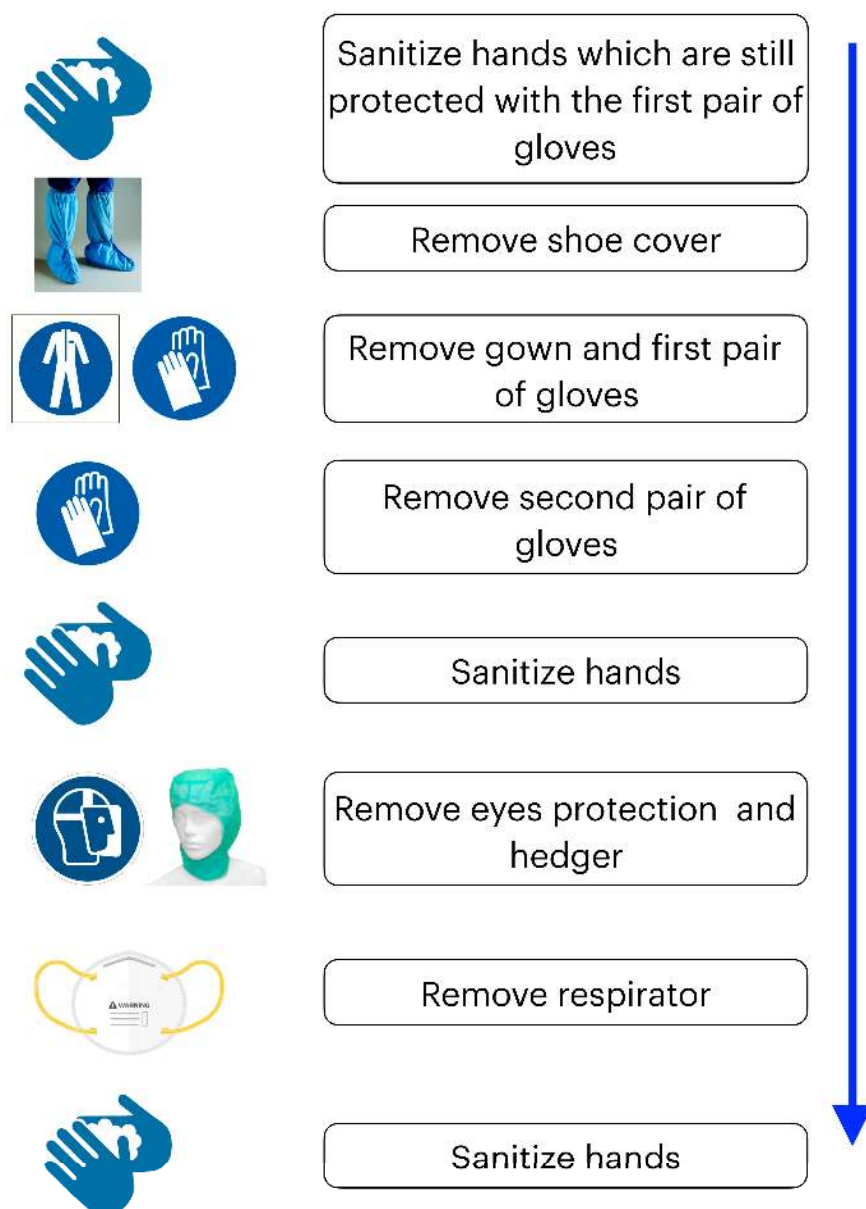 Sanitize hands which are still
protected with the first pair of
gloves
Remove shoe cover
Remove gown and first pair
of gloves
Remove second pair of
gloves
Sanitize hands
Remove eyes protection and
hedger
WARNING
Remove respirator
Sanitize hands